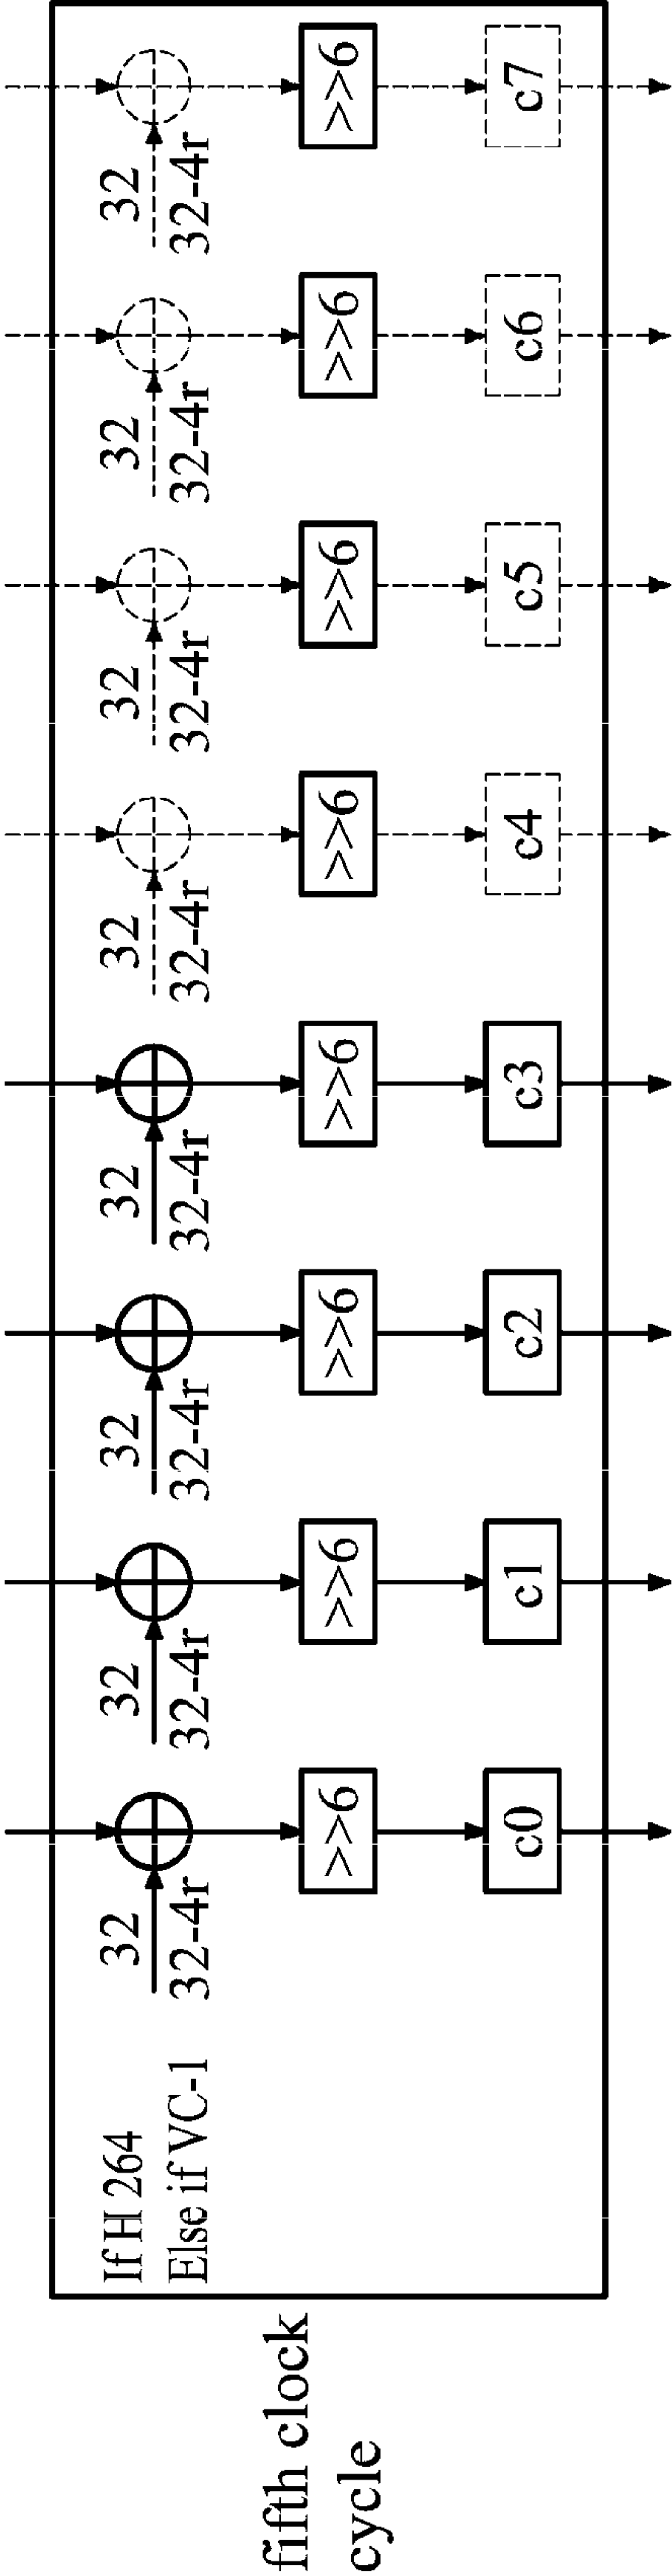 If H 264 32 32 32 32 32 32 32 32
Else if VC-1 32-4r 32-4r 32-4r 32-4r 32-4r 32-4r 32-4r 32-4r
fifth clock
cycle
>>6 >>6 >>6 >>6 >>6 >>6 >>6 >>6
c0 c1 c2 c3 c4 c5 c6 c7